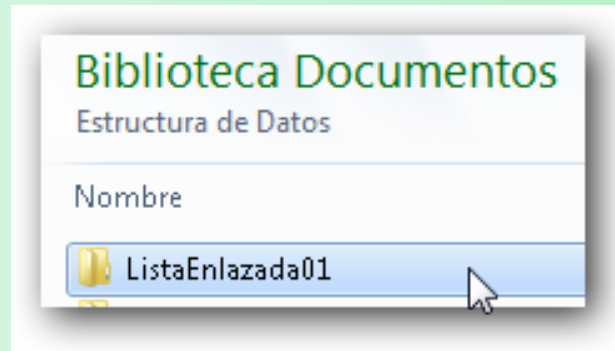 Biblioteca Documentos
Estructura de Datos
Nombre
ListaEnlazada01